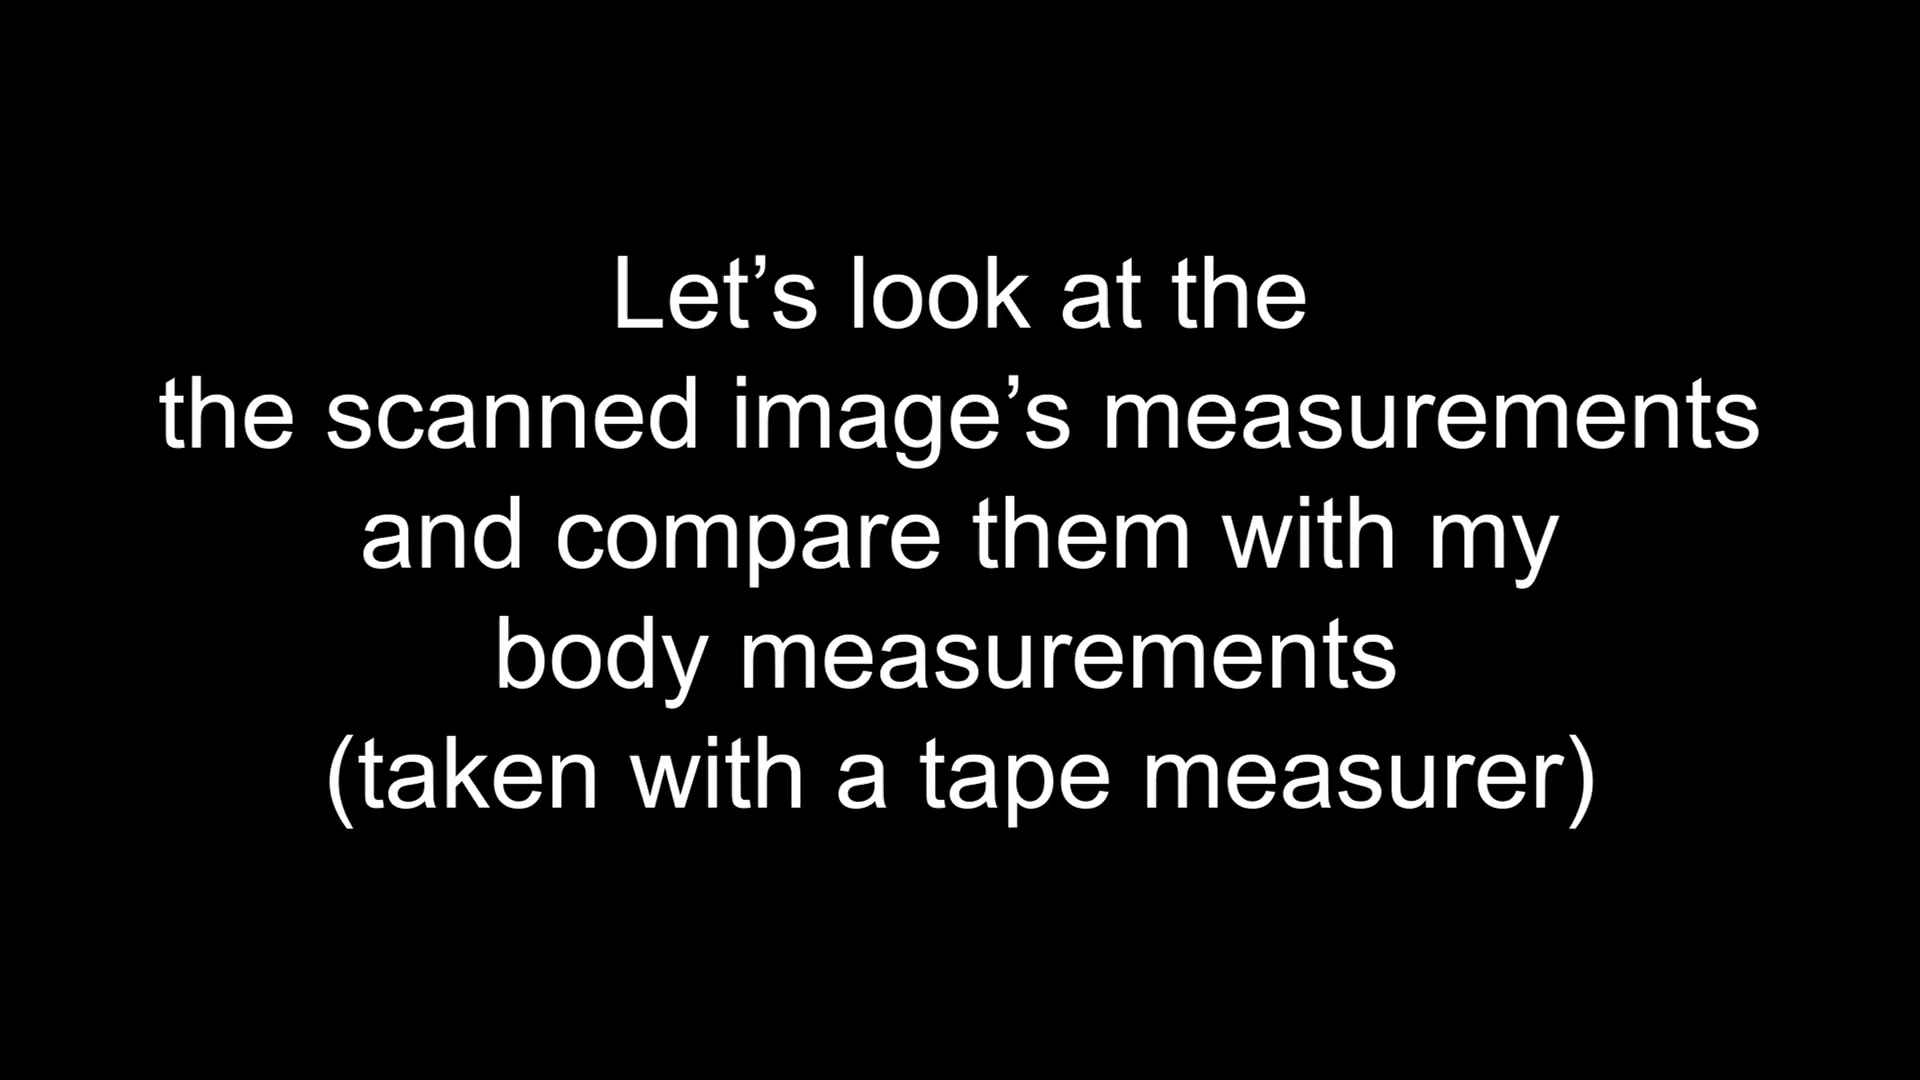 Let’s look at the
the scanned image’s measurements
and compare them with my
body measurements
(taken with a tape measurer)